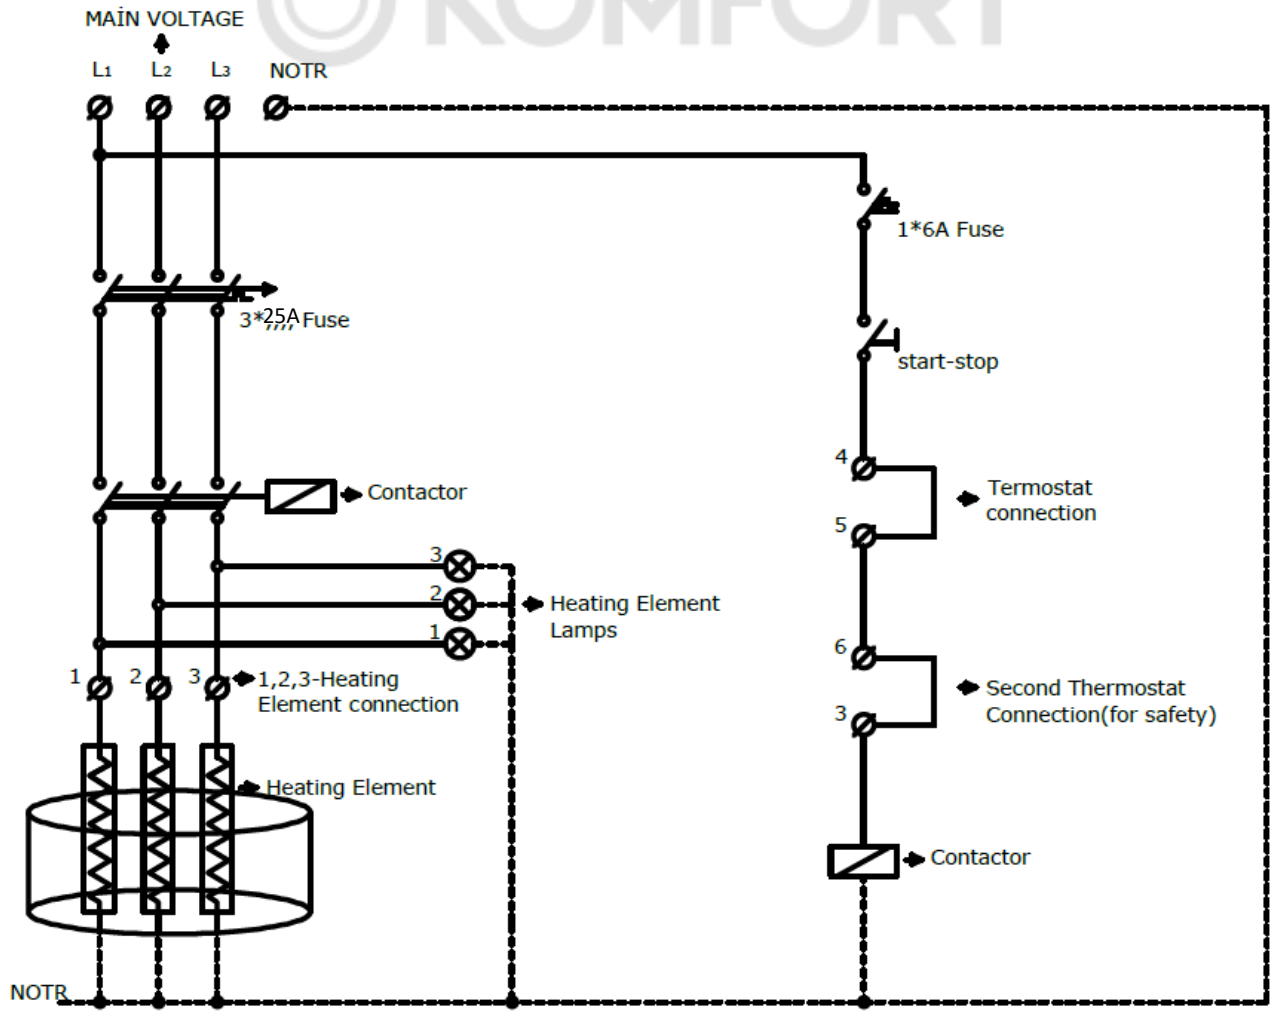 KOMFORT
MAİN VOLTAGE
L1 L2 L3 NOTR
1*6A Fuse
3*,,,, Fuse
25A
start-stop
4
Termostat
connection
5
Contactor
3
2
1
Heating Element
Lamps
6
Second Thermostat
Connection(for safety)
3
1 2 3
1,2,3-Heating
Element connection
Heating Element
Contactor
NOTR